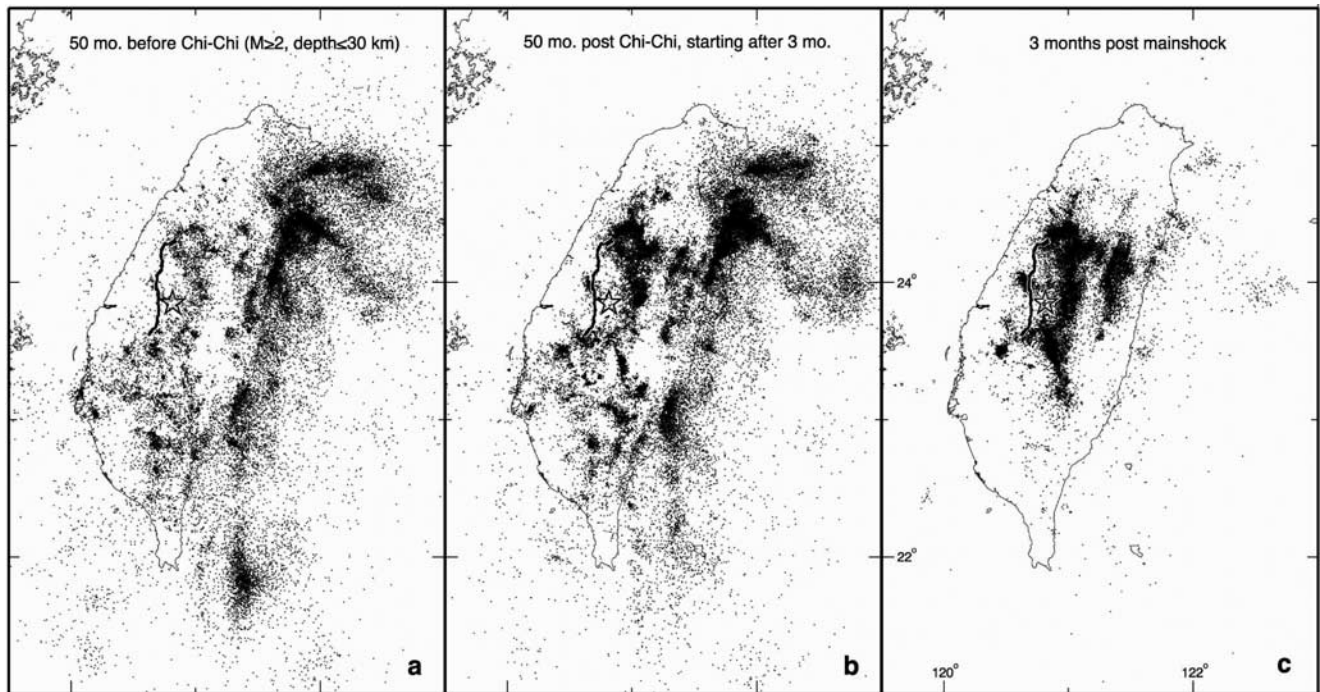 50 mo. before Chi-Chi (M≥2, depth≤30 km)
50 mo. post Chi-Chi, starting after 3 mo.
3 months post mainshock
24°
22°
a
b
c
120°
122°